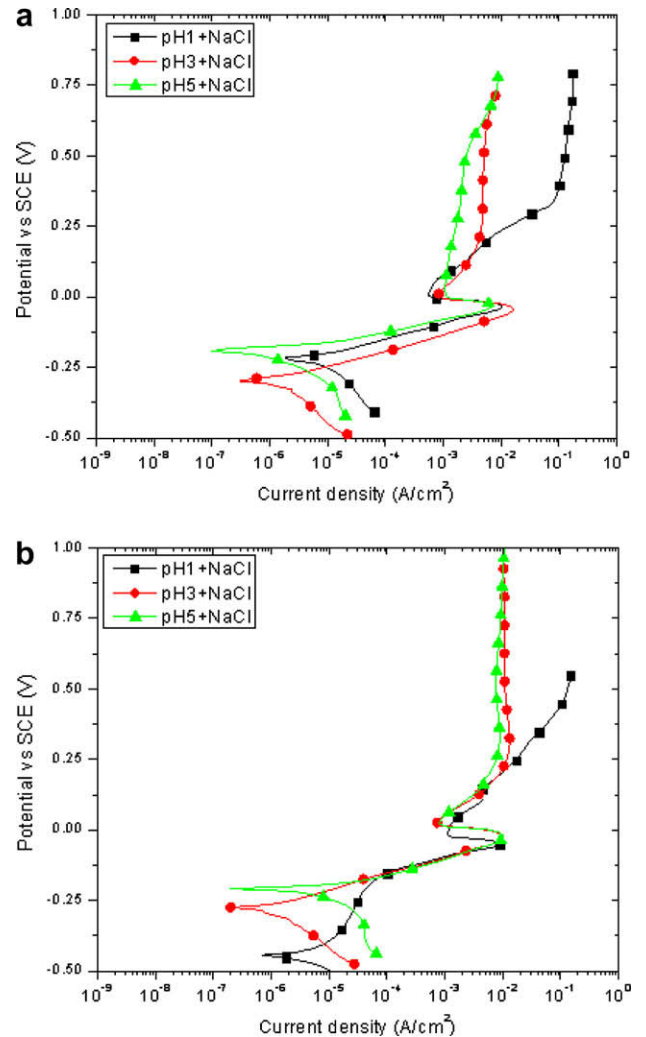 a
1.00
0.75
0.50
0.25
0.00
-0.25
-0.50
Potential vs SCE (V)
pH1+NaCl
pH3+NaCl
pH5+NaCl
10⁻⁹ 10⁻⁸ 10⁻⁷ 10⁻⁶ 10⁻⁵ 10⁻⁴ 10⁻³ 10⁻² 10⁻¹ 10⁰
Current density (A/cm²)
b
1.00
0.75
0.50
0.25
0.00
-0.25
-0.50
Potential vs SCE (V)
pH1+NaCl
pH3+NaCl
pH5+NaCl
10⁻⁹ 10⁻⁸ 10⁻⁷ 10⁻⁶ 10⁻⁵ 10⁻⁴ 10⁻³ 10⁻² 10⁻¹ 10⁰
Current density (A/cm²)